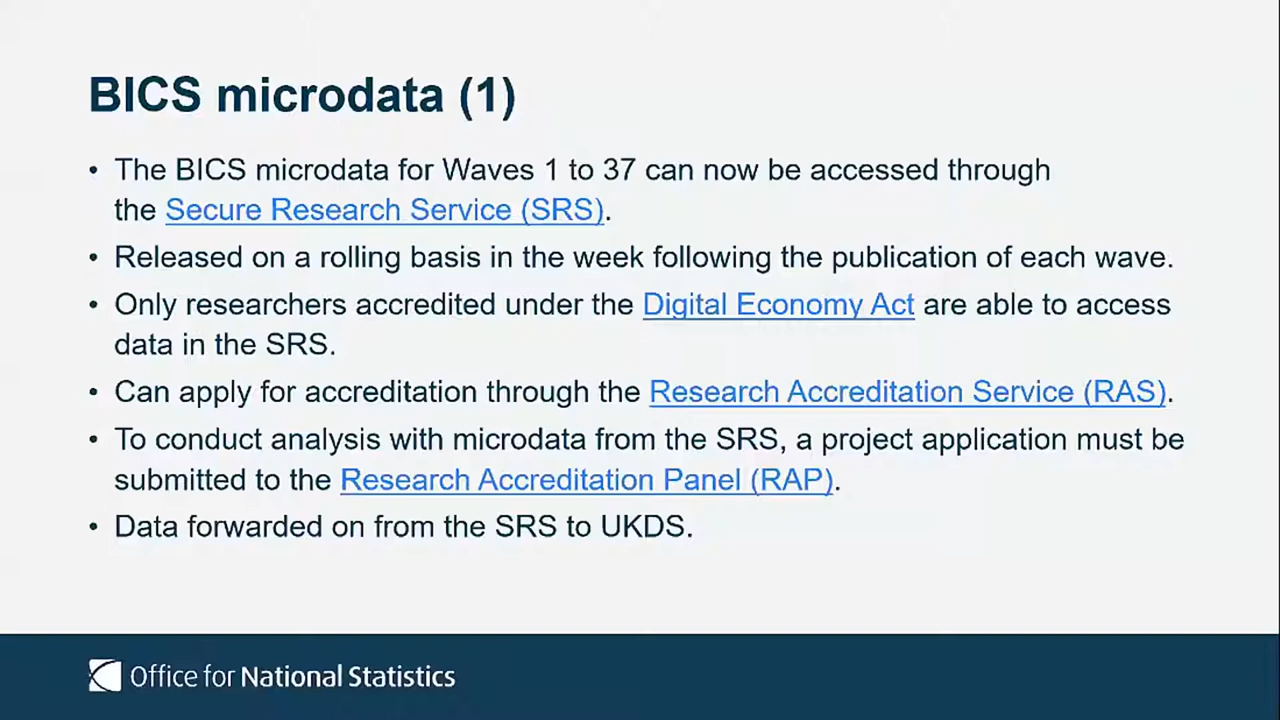 BICS microdata (1)
• The BICS microdata for Waves 1 to 37 can now be accessed through
the Secure Research Service (SRS).
• Released on a rolling basis in the week following the publication of each wave.
• Only researchers accredited under the Digital Economy Act are able to access
data in the SRS.
• Can apply for accreditation through the Research Accreditation Service (RAS).
• To conduct analysis with microdata from the SRS, a project application must be
submitted to the Research Accreditation Panel (RAP).
• Data forwarded on from the SRS to UKDS.
Office for National Statistics